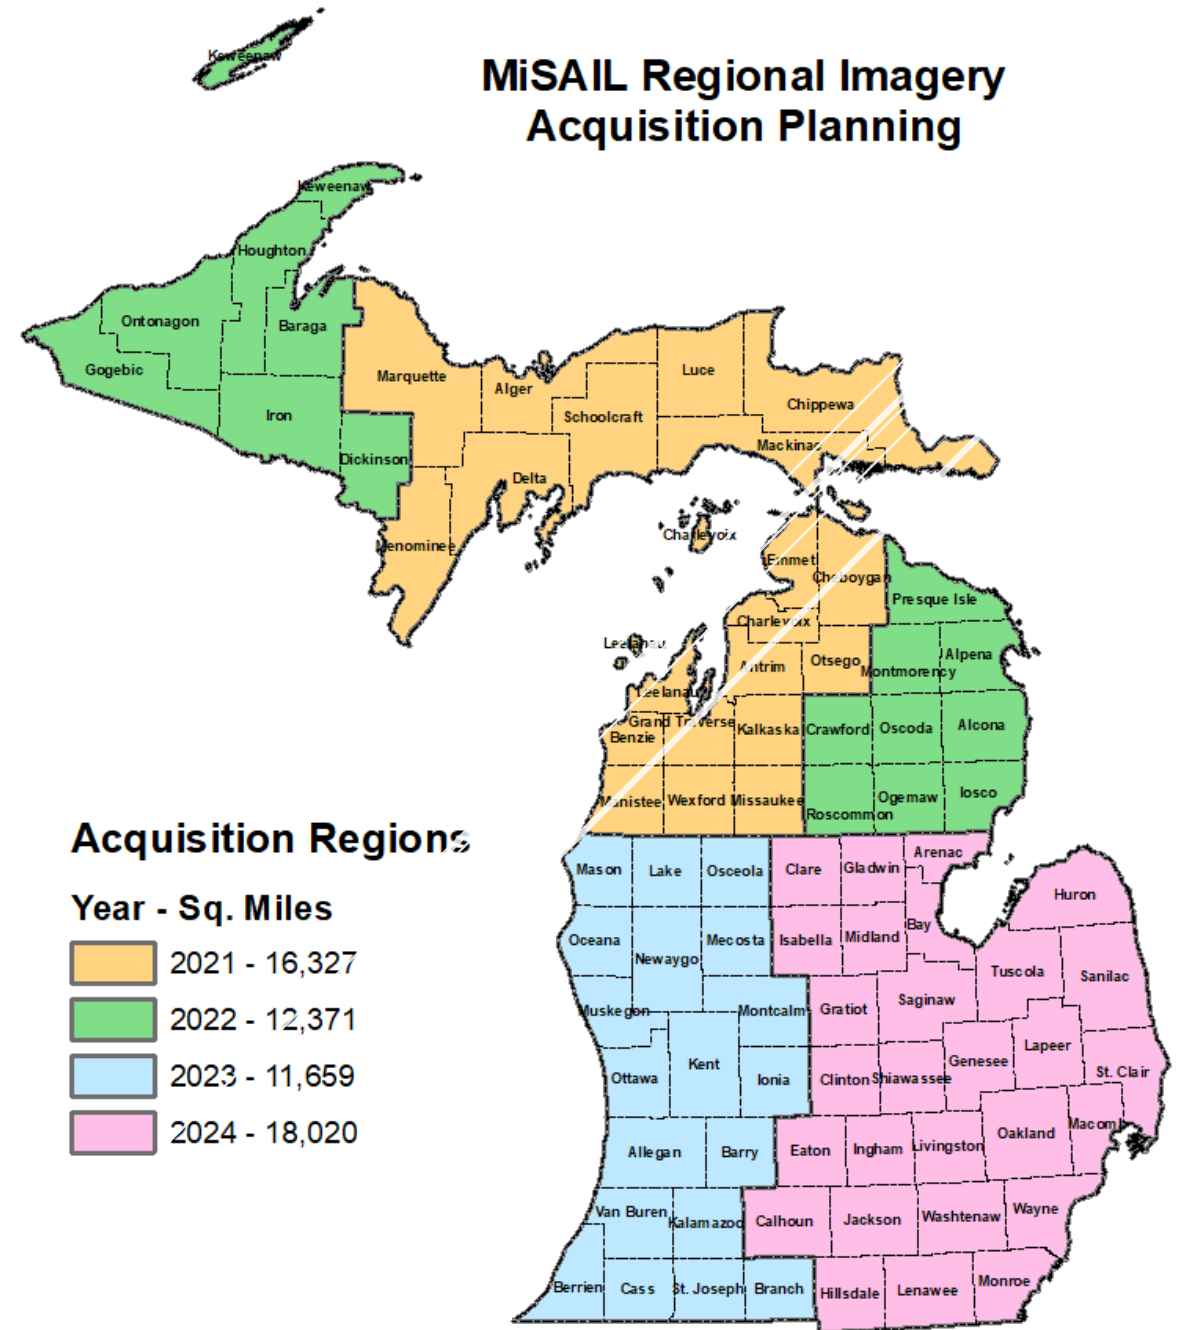 Keweenaw
MiSAIL Regional Imagery
Acquisition Planning
Keweenaw
Houghton
Ontonagon
Baraga
Gogebic
Iron
Dickinson
Marquette
Alger
Luce
Schoolcraft
Chippewa
Mackinac
Delta
Menominee
Charlevoix
Emmet
Cheboygan
Presque Isle
Charlevoix
Leelanau
Antrim
Otsego
Montmorency
Alpena
Leelanau
Grand Traverse
Benzie
Kalkaska
Crawford
Oscoda
Alcona
Manistee
Wexford
Missaukee
Roscommon
Ogemaw
Iosco
Acquisition Regions
Year - Sq. Miles
2021 - 16,327
2022 - 12,371
2023 - 11,659
2024 - 18,020
Mason
Lake
Osceola
Clare
Gladwin
Arenac
Huron
Oceana
Newaygo
Mecosta
Isabella
Midland
Bay
Tuscola
Sanilac
Muskegon
Montcalm
Gratiot
Saginaw
Ottawa
Kent
Ionia
Clinton
Shiawassee
Genesee
Lapeer
St. Clair
Allegan
Barry
Eaton
Ingham
Livingston
Oakland
Macomb
Van Buren
Kalamazoo
Calhoun
Jackson
Washtenaw
Wayne
Berrien
Cass
St. Joseph
Branch
Hillsdale
Lenawee
Monroe